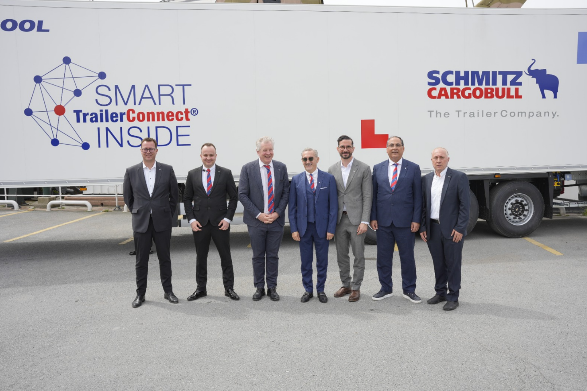 OOL
SMART
TrailerConnect®
INSIDE
SCHMITZ
CARGOBULL
The TrailerCompany.